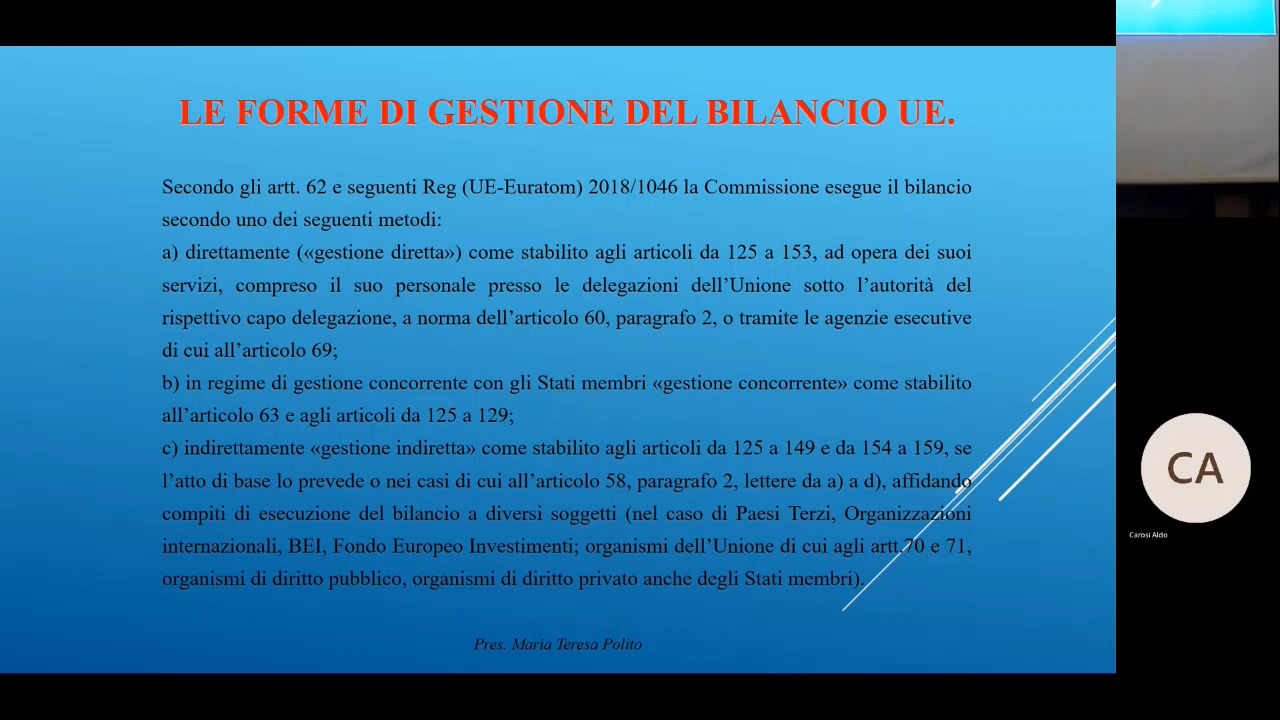 LE FORME DI GESTIONE DEL BILANCIO UE.
Secondo gli artt. 62 e seguenti Reg (UE-Euratom) 2018/1046 la Commissione esegue il bilancio
secondo uno dei seguenti metodi:
a) direttamente («gestione diretta») come stabilito agli articoli da 125 a 153, ad opera dei suoi
servizi, compreso il suo personale presso le delegazioni dell’Unione sotto l’autorità del
rispettivo capo delegazione, a norma dell’articolo 60, paragrafo 2, o tramite le agenzie esecutive
di cui all’articolo 69;
b) in regime di gestione concorrente con gli Stati membri «gestione concorrente» come stabilito
all’articolo 63 e agli articoli da 125 a 129;
c) indirettamente «gestione indiretta» come stabilito agli articoli da 125 a 149 e da 154 a 159, se
l’atto di base lo prevede o nei casi di cui all’articolo 58, paragrafo 2, lettere da a) a d), affidando
compiti di esecuzione del bilancio a diversi soggetti (nel caso di Paesi Terzi, Organizzazioni
internazionali, BEI, Fondo Europeo Investimenti; organismi dell’Unione di cui agli artt.70 e 71,
organismi di diritto pubblico, organismi di diritto privato anche degli Stati membri).
Pres. Maria Teresa Polito
CA
Carosi Aldo